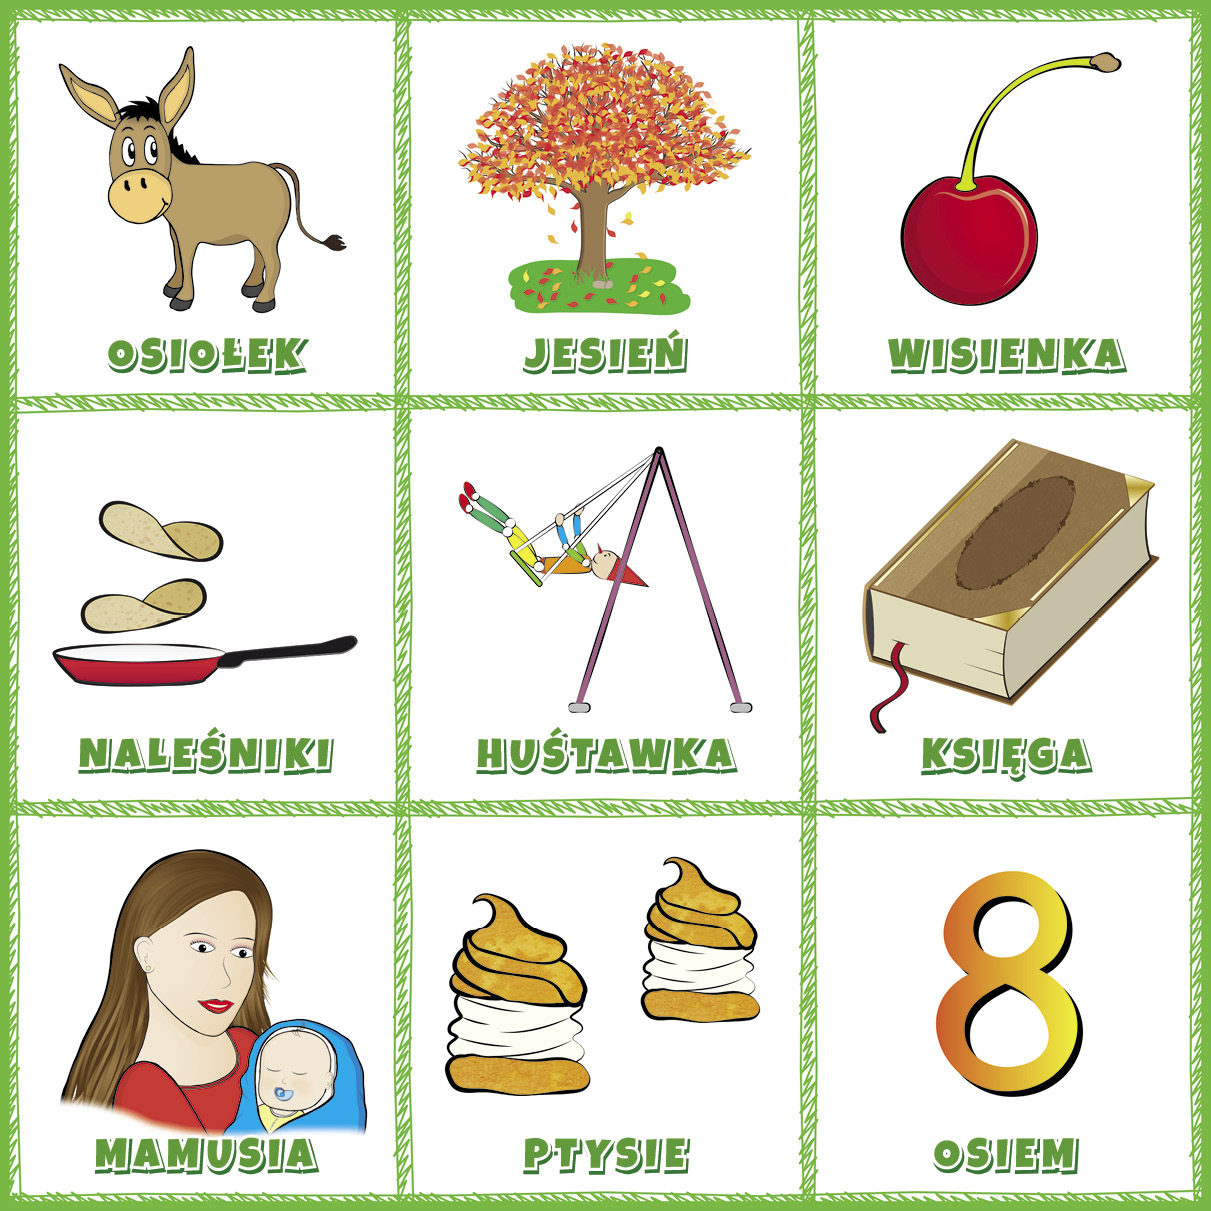 OSIOŁEK
JESIEŃ
WISIENKA
NALEŚNIKI
HUŚTAWKA
KSIĘGA
MAMUSIA
PTYSIE
8
OSIEM